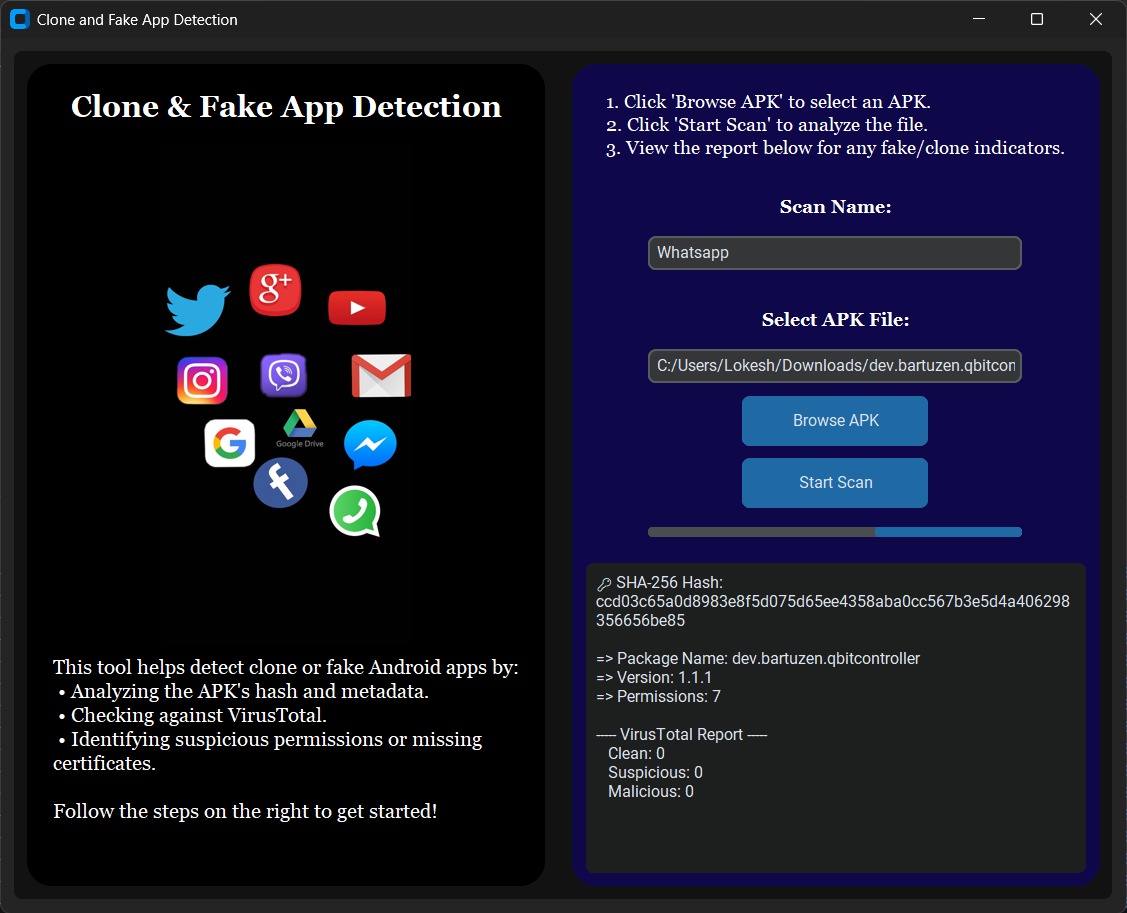 Clone and Fake App Detection
Clone & Fake App Detection
g+
Google Drive
This tool helps detect clone or fake Android apps by:
• Analyzing the APK's hash and metadata.
• Checking against VirusTotal.
• Identifying suspicious permissions or missing
certificates.
Follow the steps on the right to get started!
1. Click 'Browse APK' to select an APK.
2. Click 'Start Scan' to analyze the file.
3. View the report below for any fake/clone indicators.
Scan Name:
Whatsapp
Select APK File:
C:/Users/Lokesh/Downloads/dev.bartuzen.qbitcon
Browse APK
Start Scan
SHA-256 Hash:
ccd03c65a0d8983e8f5d075d65ee4358aba0cc567b3e5d4a406298
356656be85
=> Package Name: dev.bartuzen.qbitcontroller
=> Version: 1.1.1
=> Permissions: 7
----- VirusTotal Report -----
Clean: 0
Suspicious: 0
Malicious: 0